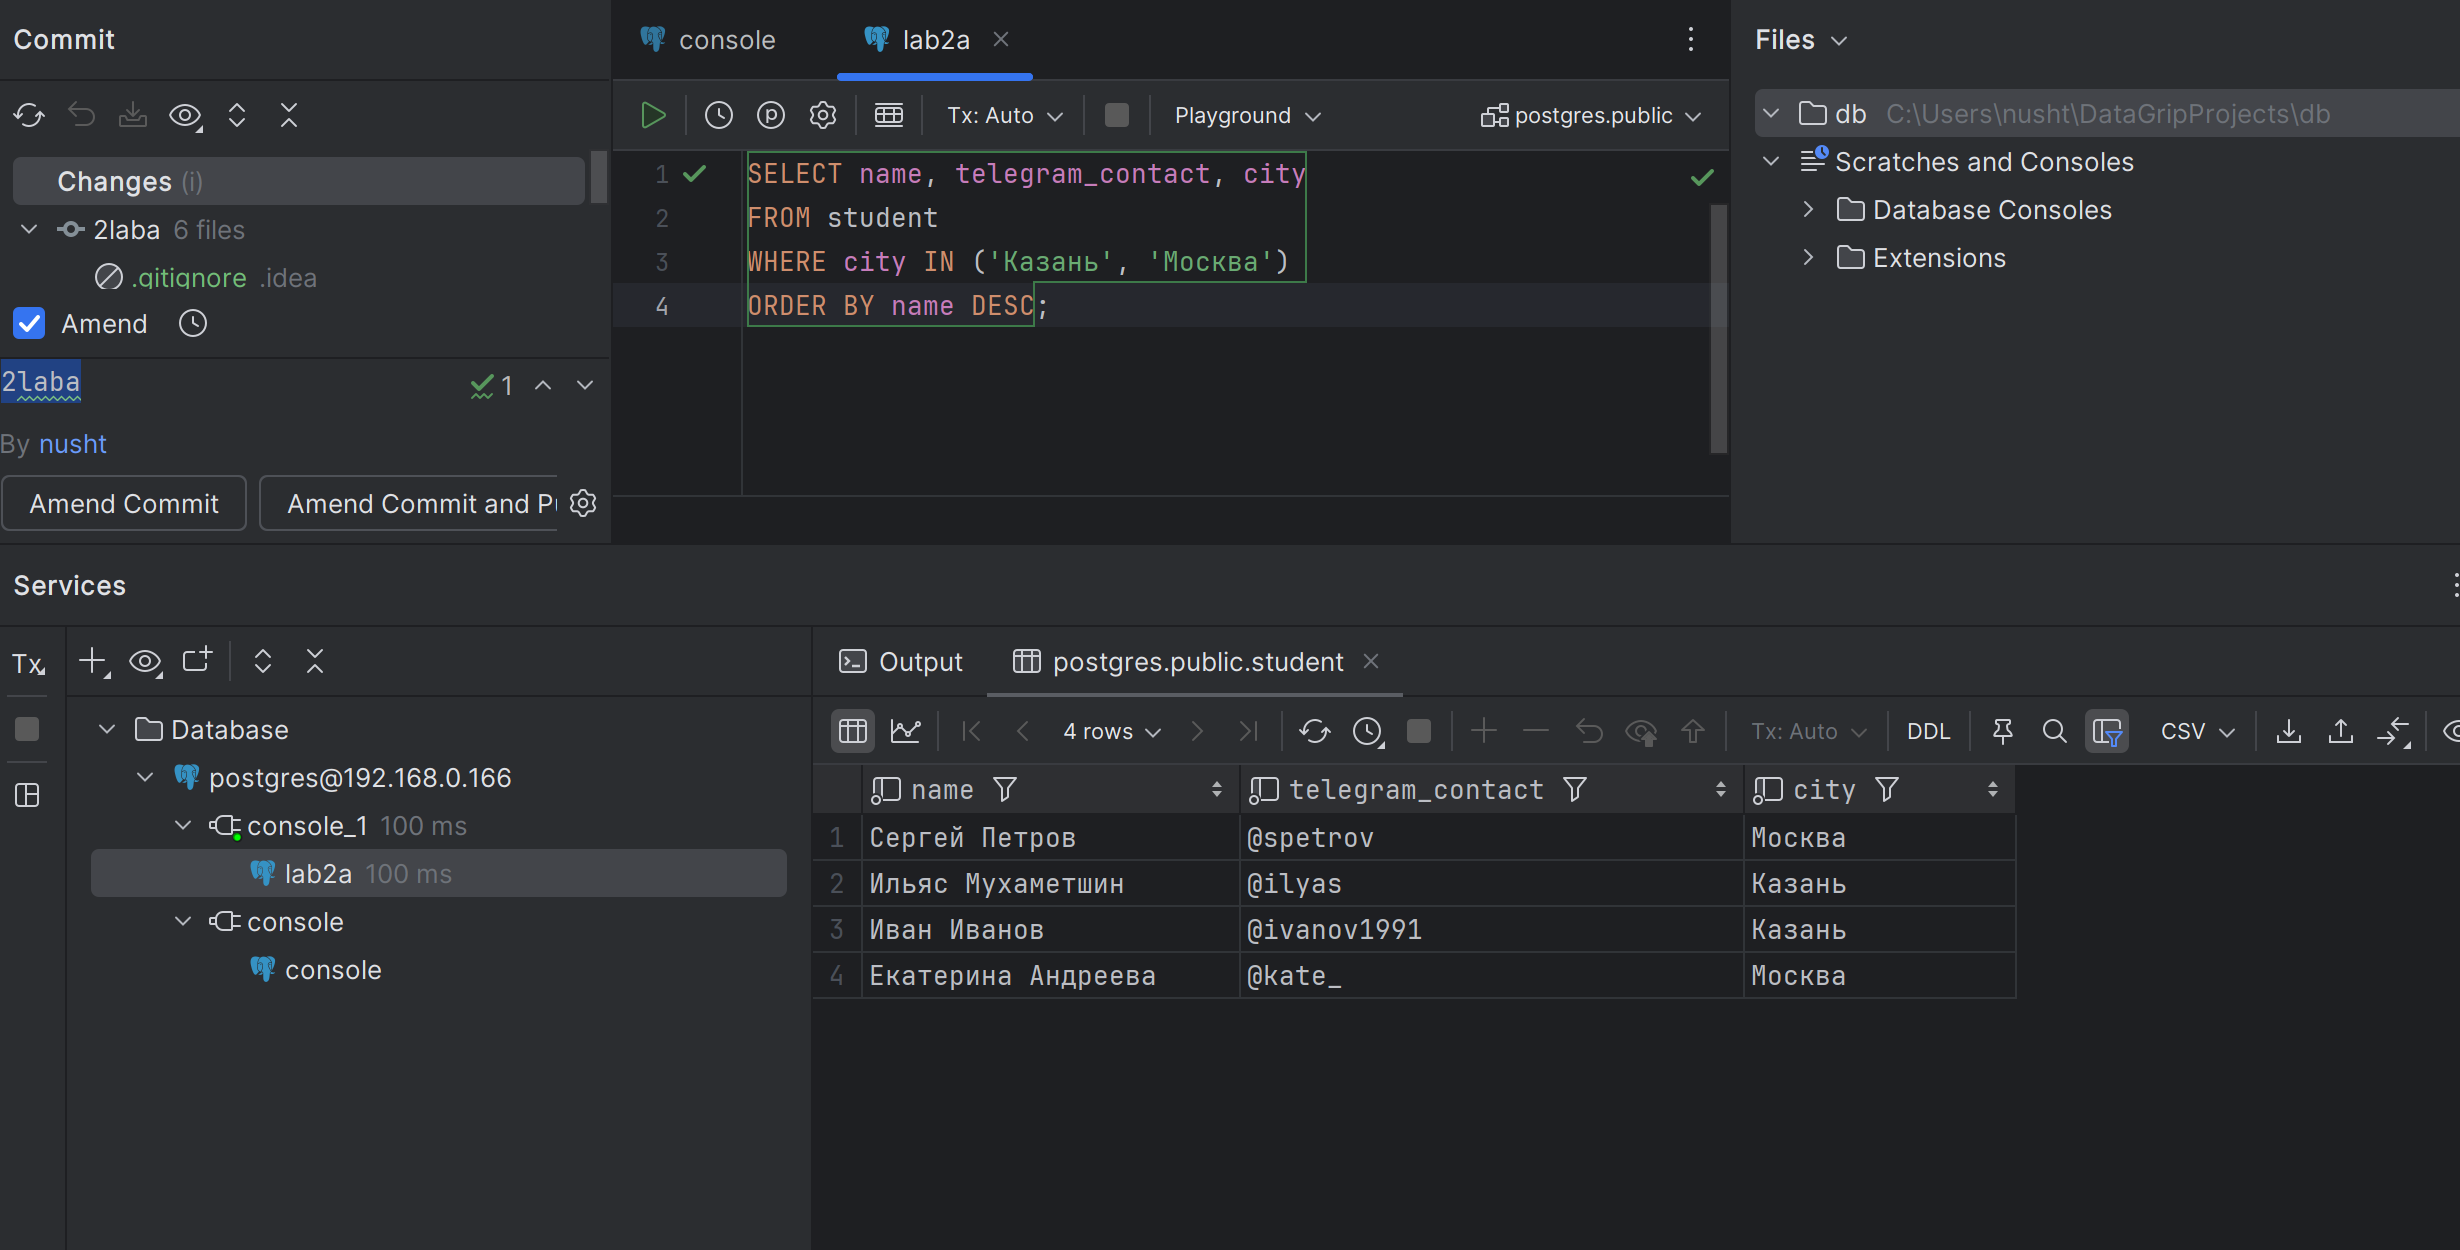 Commit
Changes (i)
2laba 6 files
.gitignore .idea
Amend
2laba
1
By nusht
Amend Commit
Amend Commit and P
console
lab2a
Tx: Auto
Playground
postgres.public
1 SELECT name, telegram_contact, city
2 FROM student
3 WHERE city IN ('Казань', 'Москва')
4 ORDER BY name DESC;
Files
db C:\Users\nusht\DataGripProjects\db
Scratches and Consoles
Database Consoles
Extensions
Services
Tx
Database
postgres@192.168.0.166
console_1 100 ms
lab2a 100 ms
console
console
Output
postgres.public.student
4 rows
Tx: Auto
DDL
CSV
name telegram_contact city
1 Сергей Петров @spetrov Москва
2 Ильяс Мухаметшин @ilyas Казань
3 Иван Иванов @ivanov1991 Казань
4 Екатерина Андреева @kate_ Москва